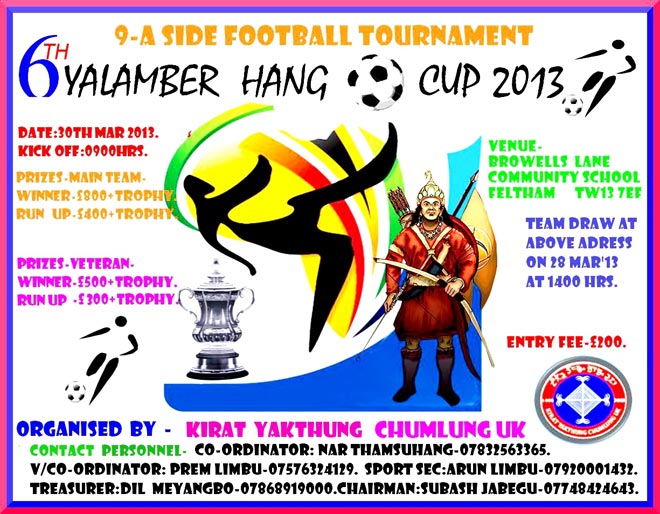 9-A SIDE FOOTBALL TOURNAMENT
6TH YALAMBER HANG CUP 2013
DATE:30TH MAR 2013.
KICK OFF:0900HRS.
PRIZES-MAIN TEAM-
WINNER-£800+TROPHY.
RUN UP-£400+TROPHY.
PRIZES-VETERAN-
WINNER-£500+TROPHY.
RUN UP -£300+TROPHY.
VENUE-
BROWELLS LANE
COMMUNITY SCHOOL
FELTHAM TW13 7EF
TEAM DRAW AT
ABOVE ADRESS
ON 28 MAR'13
AT 1400 HRS.
ENTRY FEE-£200.
KIRAT YAKTHUNG CHUMLUNG UK
ORGANISED BY - KIRAT YAKTHUNG CHUMLUNG UK
CONTACT PERSONNEL- CO-ORDINATOR: NAR THAMSUHANG-07832563365.
V/CO-ORDINATOR: PREM LIMBU-07576324129. SPORT SEC:ARUN LIMBU-07920001432.
TREASURER:DIL MEYANGBO-07868919000.CHAIRMAN:SUBASH JABEGU-07748424643.